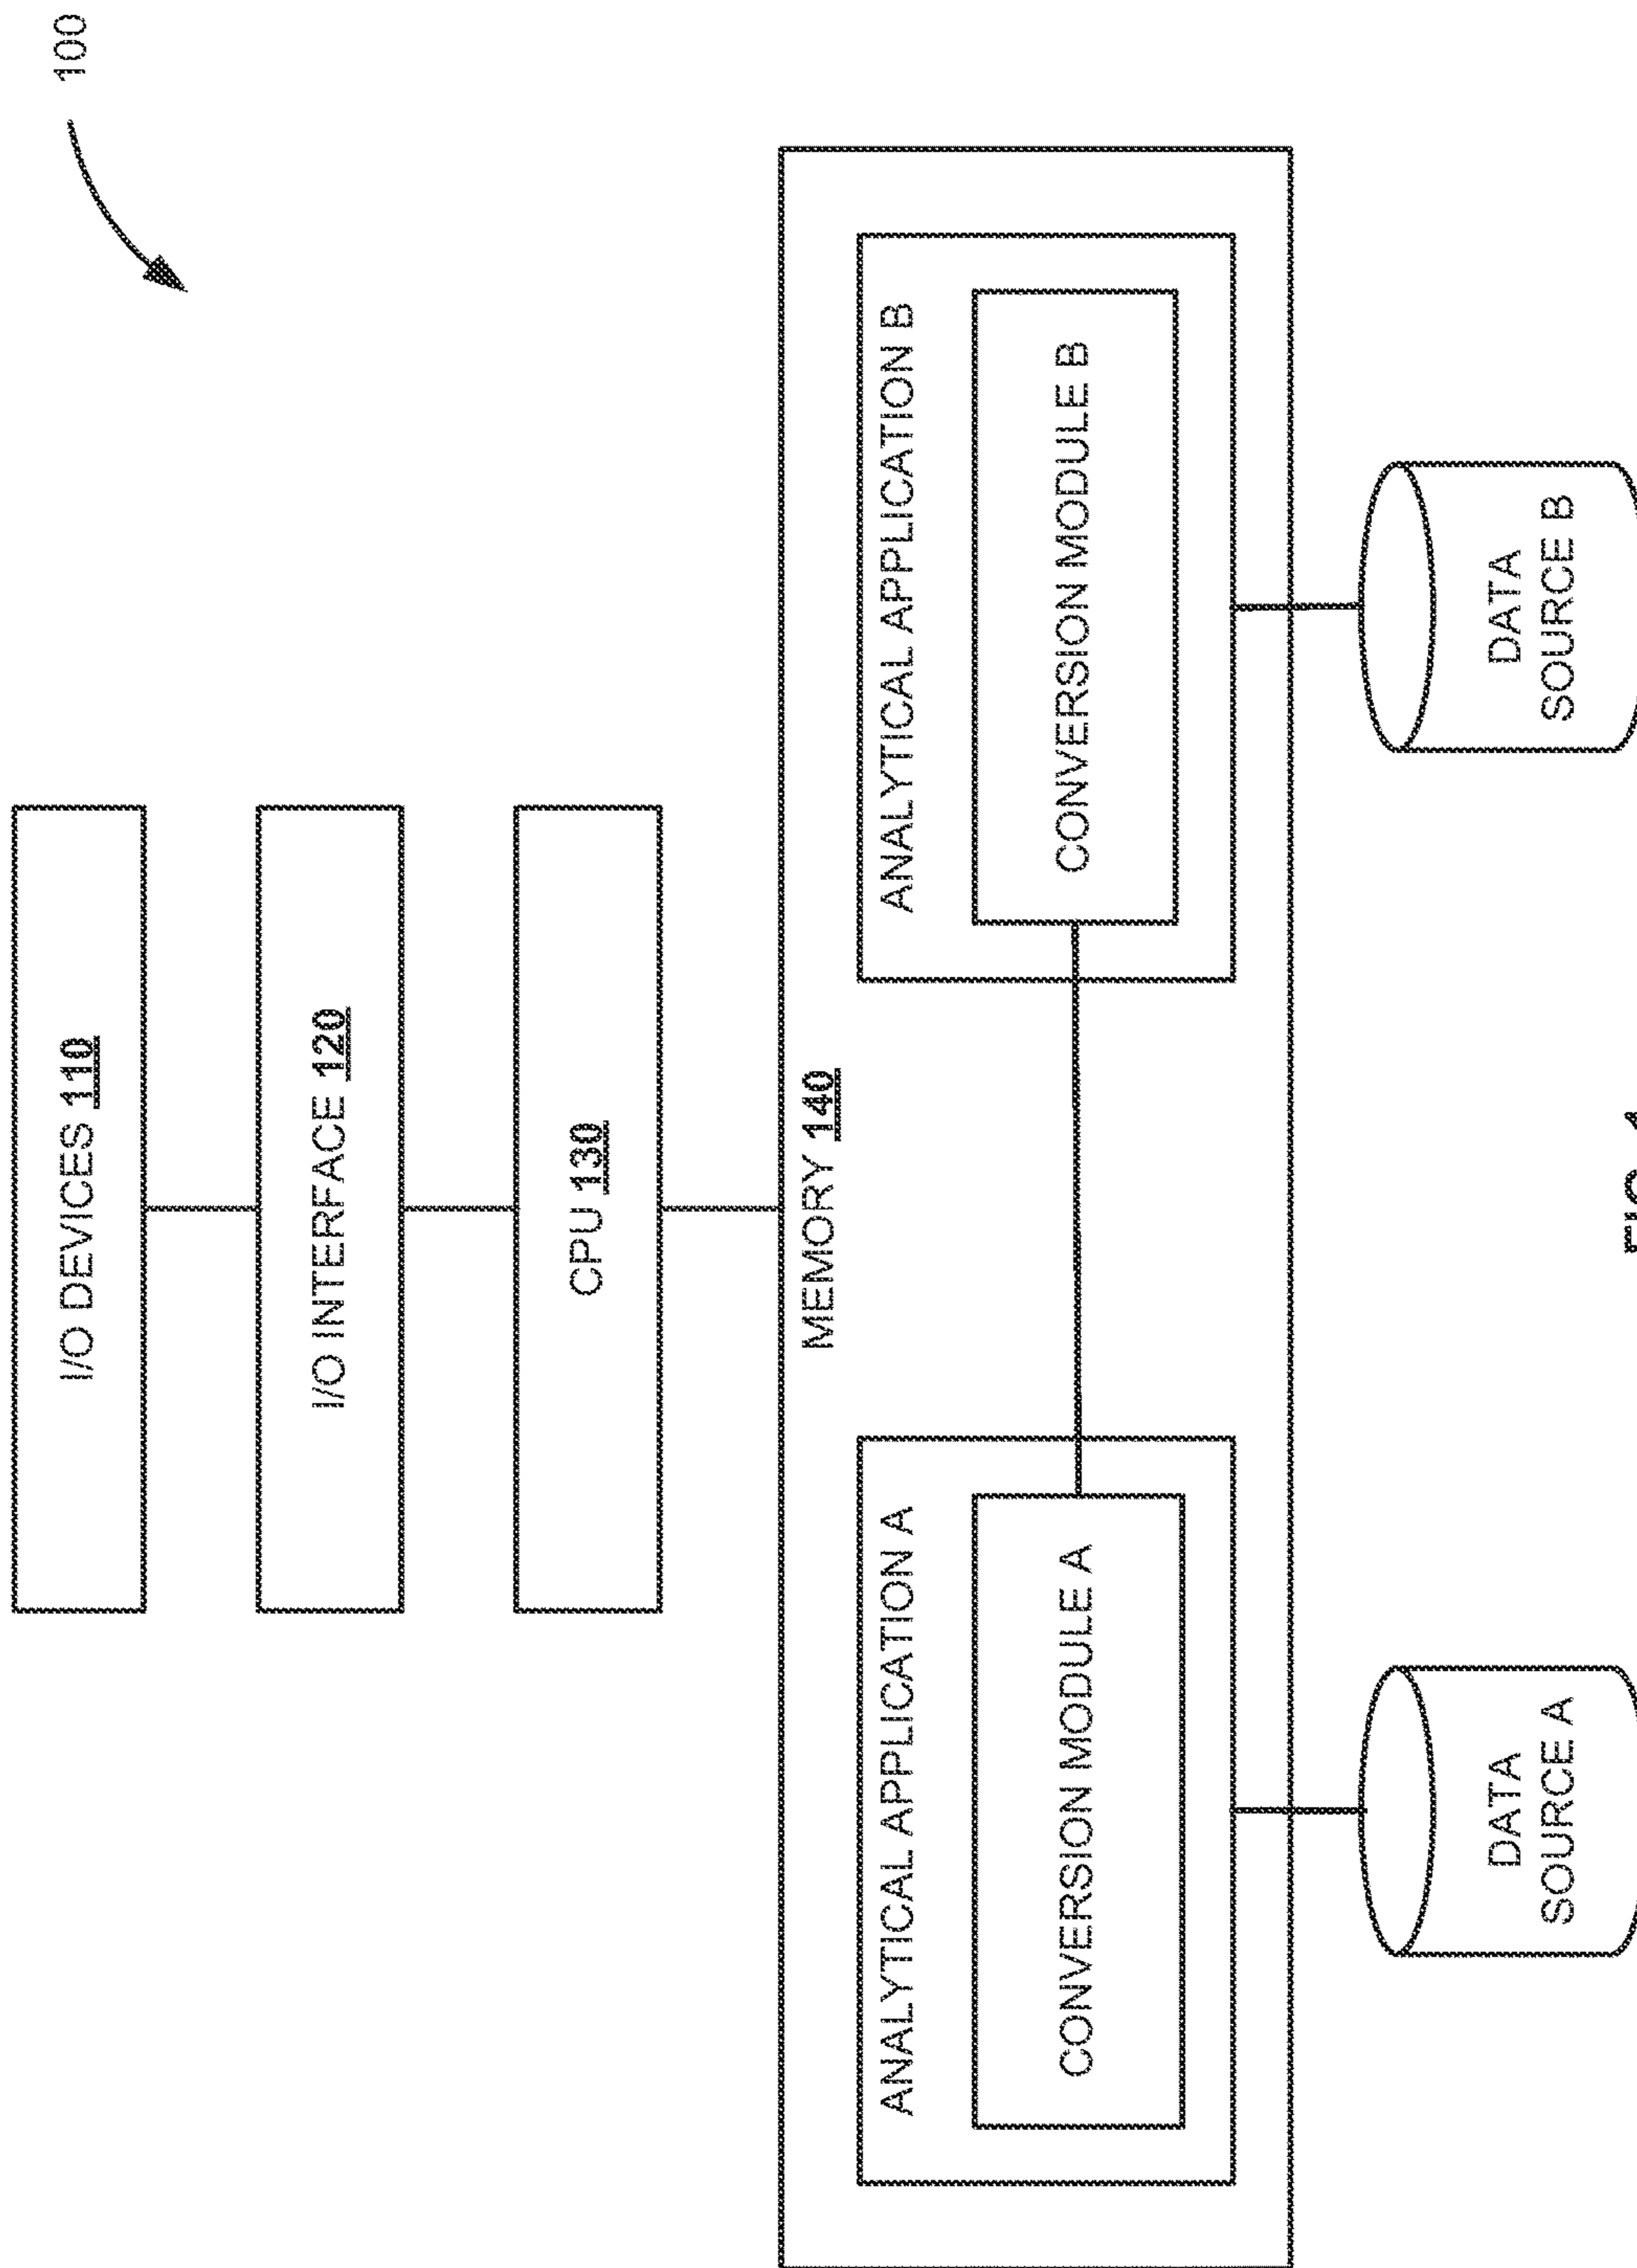 100
I/O DEVICES 110
I/O INTERFACE 120
CPU 130
MEMORY 140
ANALYTICAL APPLICATION A
CONVERSION MODULE A
ANALYTICAL APPLICATION B
CONVERSION MODULE B
DATA
SOURCE A
DATA
SOURCE B